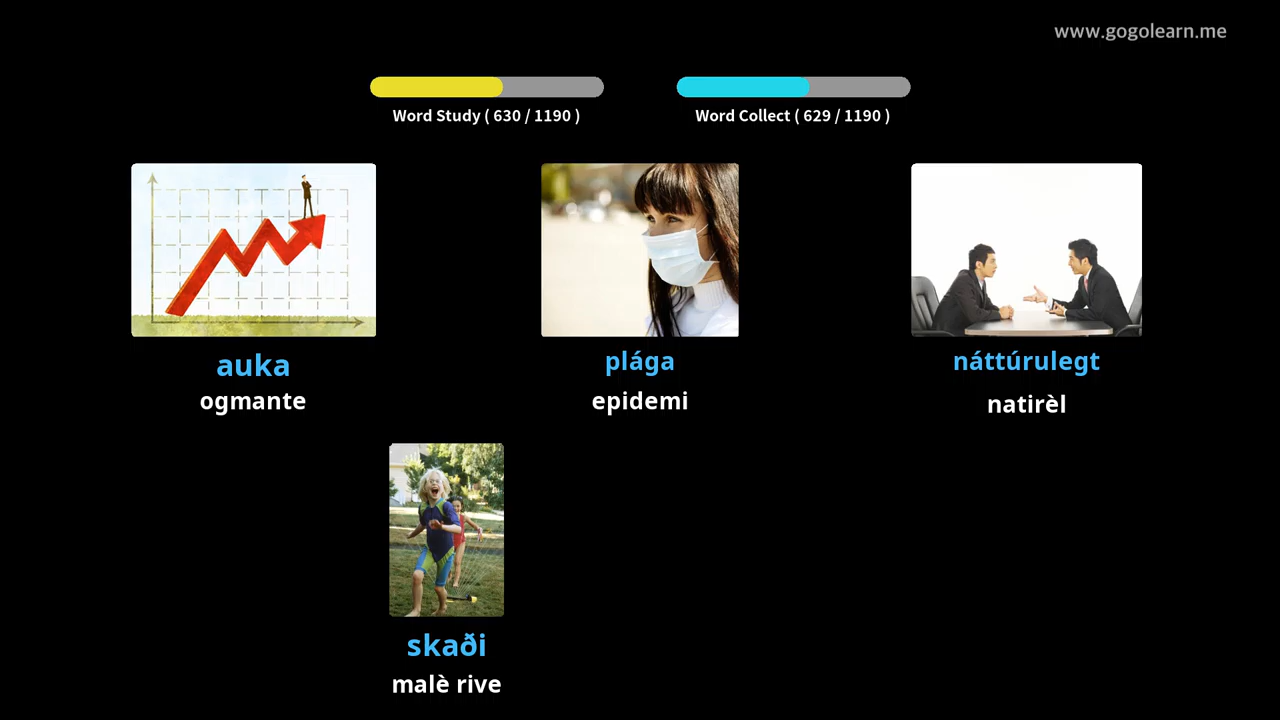 www.gogolearn.me
Word Study ( 630 / 1190 )
Word Collect ( 629 / 1190 )
auka
ogmante
plága
epidemi
náttúrulegt
natirèl
skaði
malè rive